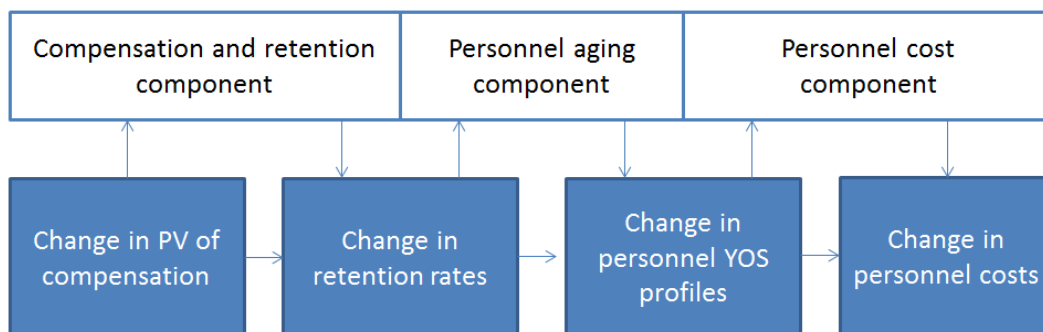 Compensation and retention
component
Personnel aging
component
Personnel cost
component
Change in PV of
compensation
Change in
retention rates
Change in
personnel YOS
profiles
Change in
personnel costs